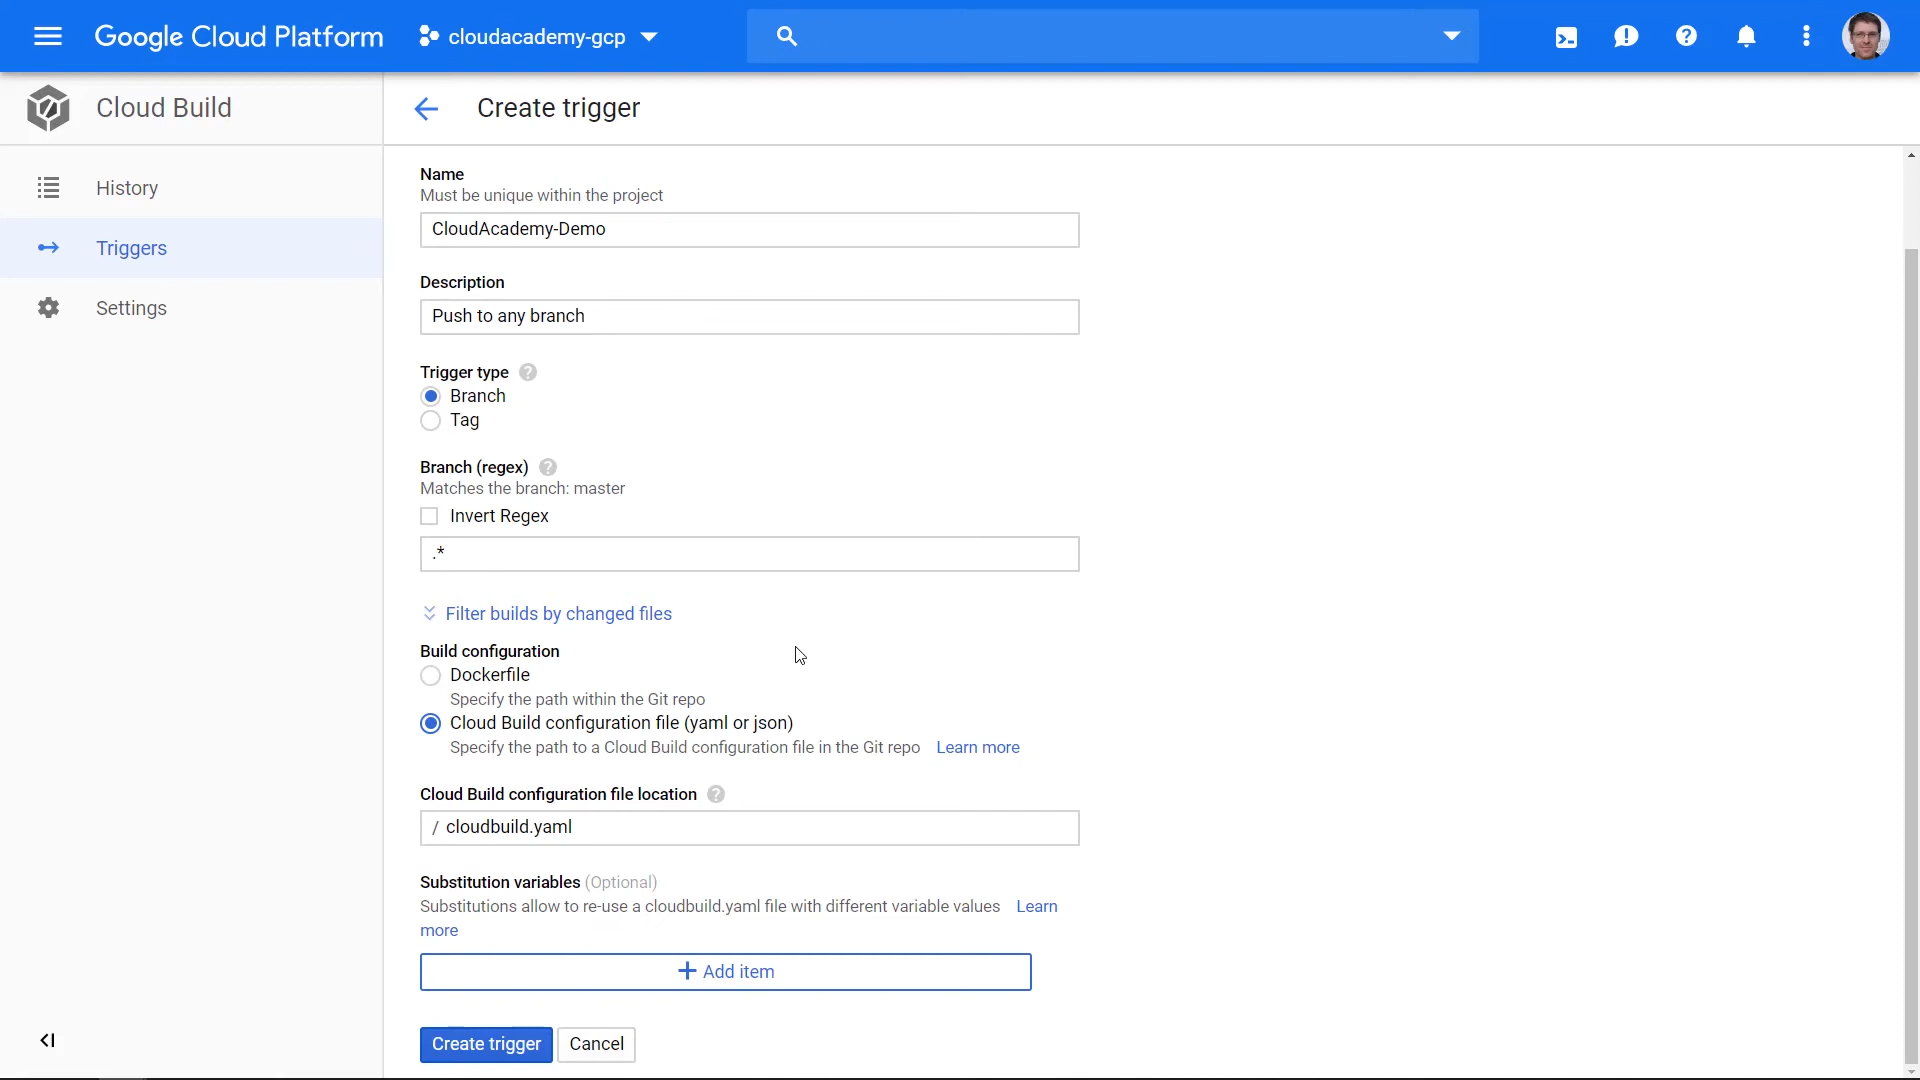 Google Cloud Platform
cloudacademy-gcp
Cloud Build
Create trigger
History
Triggers
Settings
Name
Must be unique within the project
CloudAcademy-Demo
Description
Push to any branch
Trigger type
Branch
Tag
Branch (regex)
Matches the branch: master
Invert Regex
.*
Filter builds by changed files
Build configuration
Dockerfile
Specify the path within the Git repo
Cloud Build configuration file (yaml or json)
Specify the path to a Cloud Build configuration file in the Git repo Learn more
Cloud Build configuration file location
/ cloudbuild.yaml
Substitution variables (Optional)
Substitutions allow to re-use a cloudbuild.yaml file with different variable values Learn
more
+ Add item
Create trigger Cancel